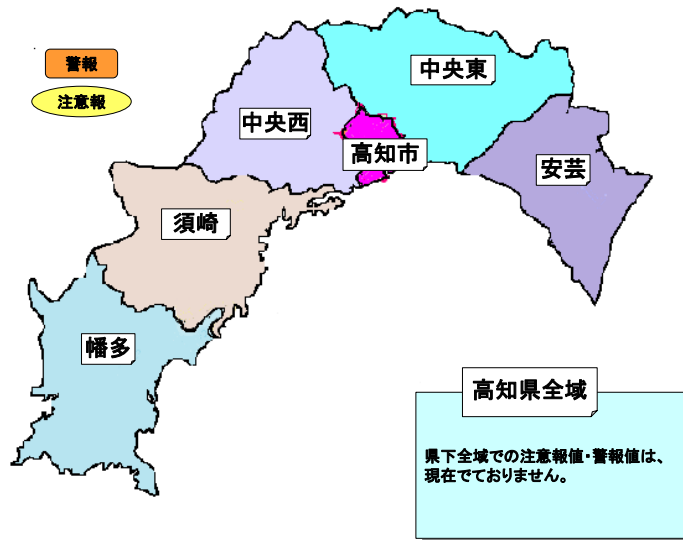 警報
注意報
中央東
中央西
高知市
安芸
須崎
幡多
高知県全域
県下全域での注意報値・警報値は、
現在でておりません。